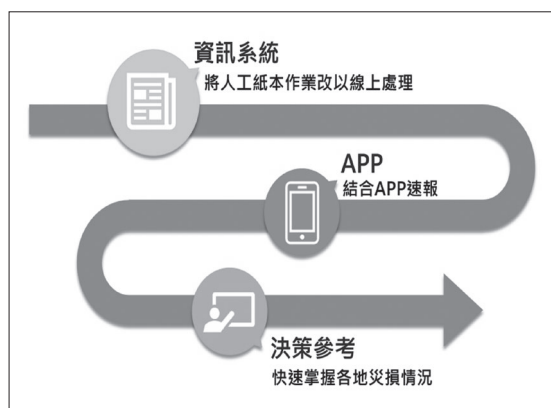 資訊系統
將人工紙本作業改以線上處理
APP
結合APP速報
決策參考
快速掌握各地災損情況